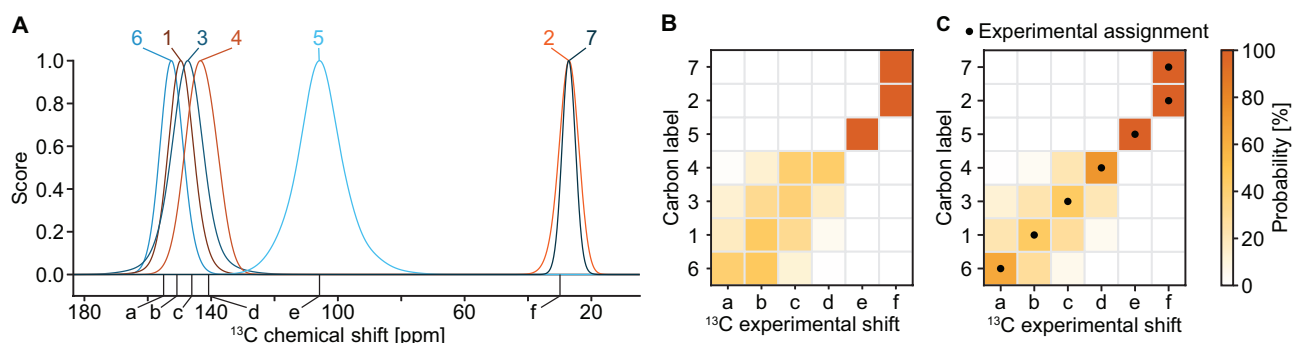 A
6 1 3 4 5 2 7
Score
1.0
0.8
0.6
0.4
0.2
0.0
180 140 100 60 20
a b c d e f
¹³C chemical shift [ppm]
B
Carbon label
7
2
5
4
3
1
6
a b c d e f
¹³C experimental shift
C • Experimental assignment
Carbon label
7
2
5
4
3
1
6
a b c d e f
¹³C experimental shift
100
80
60
40
20
0
Probability [%]